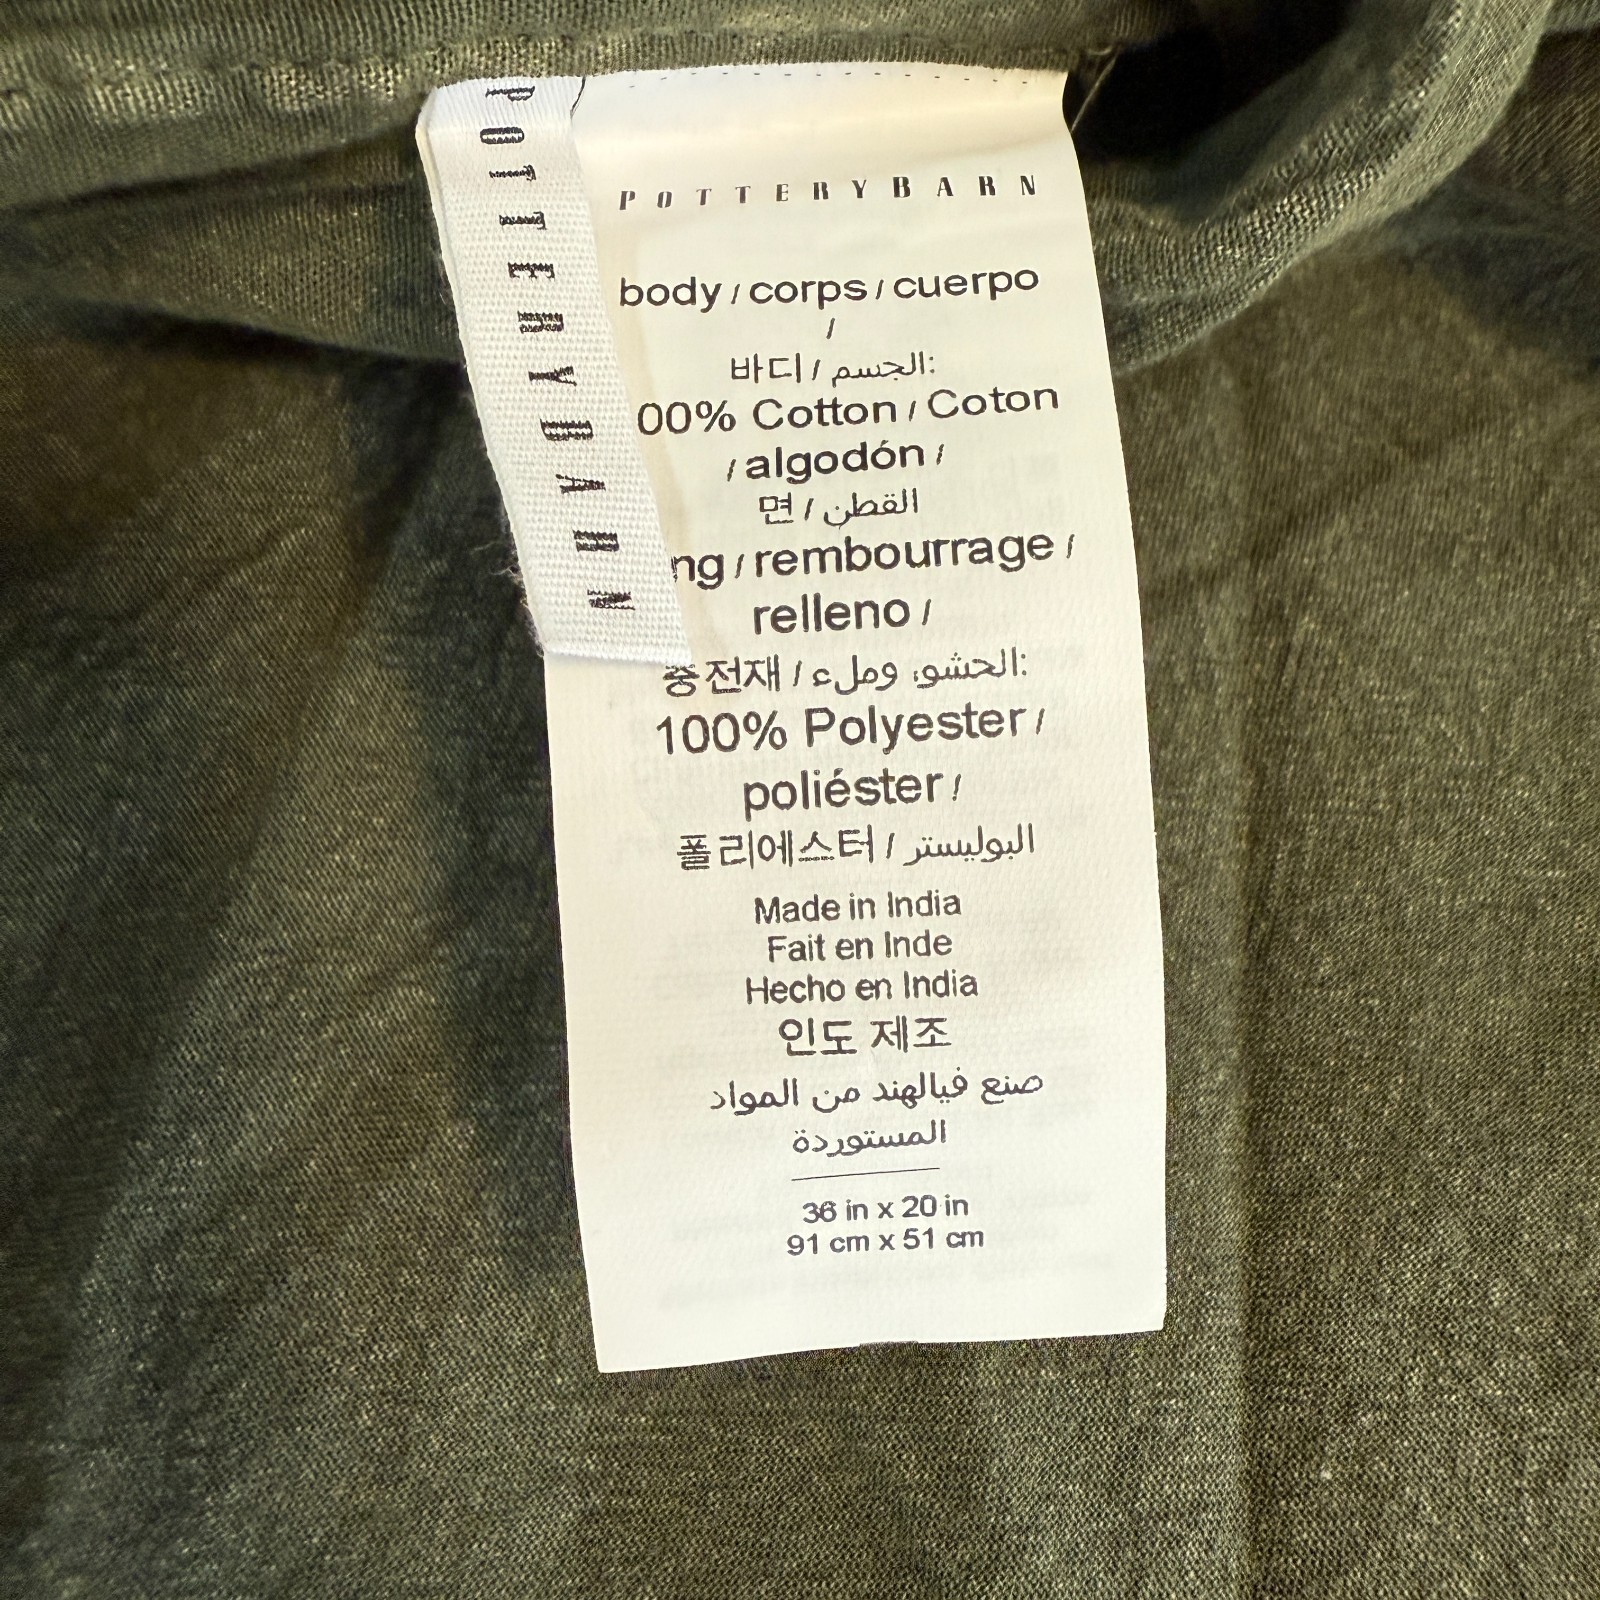 POTTERY BARN
POTTERY BARN
body / corps / cuerpo
/
바디 / الجسم:
00% Cotton / Coton
/ algodón /
면 / القطن
ng / rembourrage /
relleno /
충전재 / الحشو، وملء:
100% Polyester /
poliéster /
폴리에스터 / البوليستر
Made in India
Fait en Inde
Hecho en India
인도 제조
صنع فيالهند من المواد
المستوردة
36 in x 20 in
91 cm x 51 cm